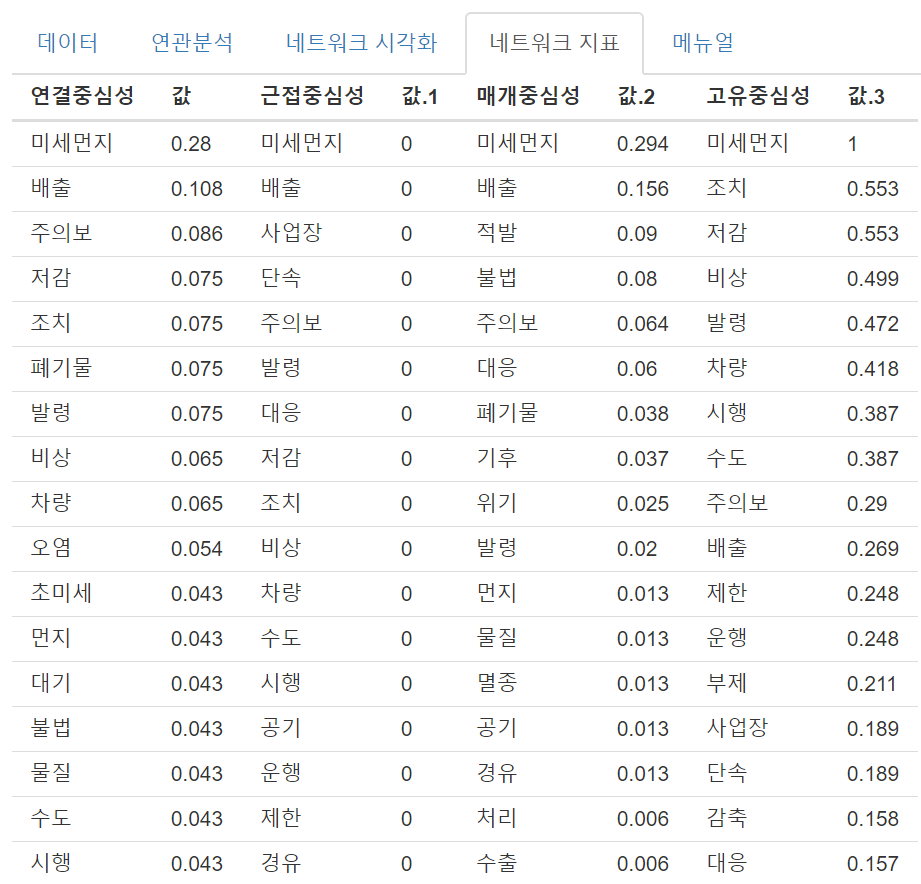 데이터 연관분석 네트워크 시각화 네트워크 지표 메뉴얼
연결중심성 값 근접중심성 값.1 매개중심성 값.2 고유중심성 값.3
미세먼지 0.28 미세먼지 0 미세먼지 0.294 미세먼지 1
배출 0.108 배출 0 배출 0.156 조치 0.553
주의보 0.086 사업장 0 적발 0.09 저감 0.553
저감 0.075 단속 0 불법 0.08 비상 0.499
조치 0.075 주의보 0 주의보 0.064 발령 0.472
폐기물 0.075 발령 0 대응 0.06 차량 0.418
발령 0.075 대응 0 폐기물 0.038 시행 0.387
비상 0.065 저감 0 기후 0.037 수도 0.387
차량 0.065 조치 0 위기 0.025 주의보 0.29
오염 0.054 비상 0 발령 0.02 배출 0.269
초미세 0.043 차량 0 먼지 0.013 제한 0.248
먼지 0.043 수도 0 물질 0.013 운행 0.248
대기 0.043 시행 0 멸종 0.013 부제 0.211
불법 0.043 공기 0 공기 0.013 사업장 0.189
물질 0.043 운행 0 경유 0.013 단속 0.189
수도 0.043 제한 0 처리 0.006 감축 0.158
시행 0.043 경유 0 수출 0.006 대응 0.157